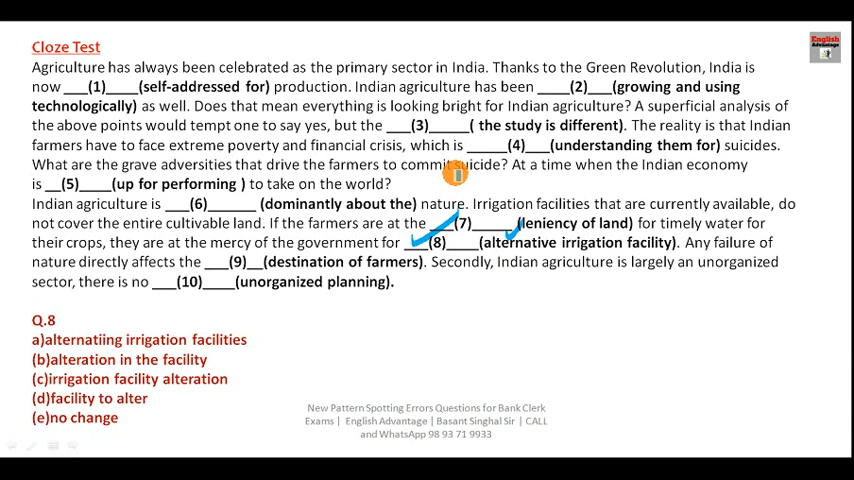 English
Advantage
Cloze Test
Agriculture has always been celebrated as the primary sector in India. Thanks to the Green Revolution, India is
now ___(1)____(self-addressed for) production. Indian agriculture has been ____(2)___(growing and using
technologically) as well. Does that mean everything is looking bright for Indian agriculture? A superficial analysis of
the above points would tempt one to say yes, but the ___(3)_____( the study is different). The reality is that Indian
farmers have to face extreme poverty and financial crisis, which is _____(4)___(understanding them for) suicides.
What are the grave adversities that drive the farmers to commit suicide? At a time when the Indian economy
is __(5)____(up for performing ) to take on the world?
Indian agriculture is ___(6)_____ (dominantly about the) nature. Irrigation facilities that are currently available, do
not cover the entire cultivable land. If the farmers are at the ___(7)_____ (leniency of land) for timely water for
their crops, they are at the mercy of the government for ___(8)____(alternative irrigation facility). Any failure of
nature directly affects the ___(9)__(destination of farmers). Secondly, Indian agriculture is largely an unorganized
sector, there is no ___(10)____(unorganized planning).
Q.8
a)alternatiing irrigation facilities
(b)alteration in the facility
(c)irrigation facility alteration
(d)facility to alter
(e)no change
New Pattern Spotting Errors Questions for Bank Clerk
Exams | English Advantage | Basant Singhal Sir | CALL
and WhatsApp 98 93 71 9933